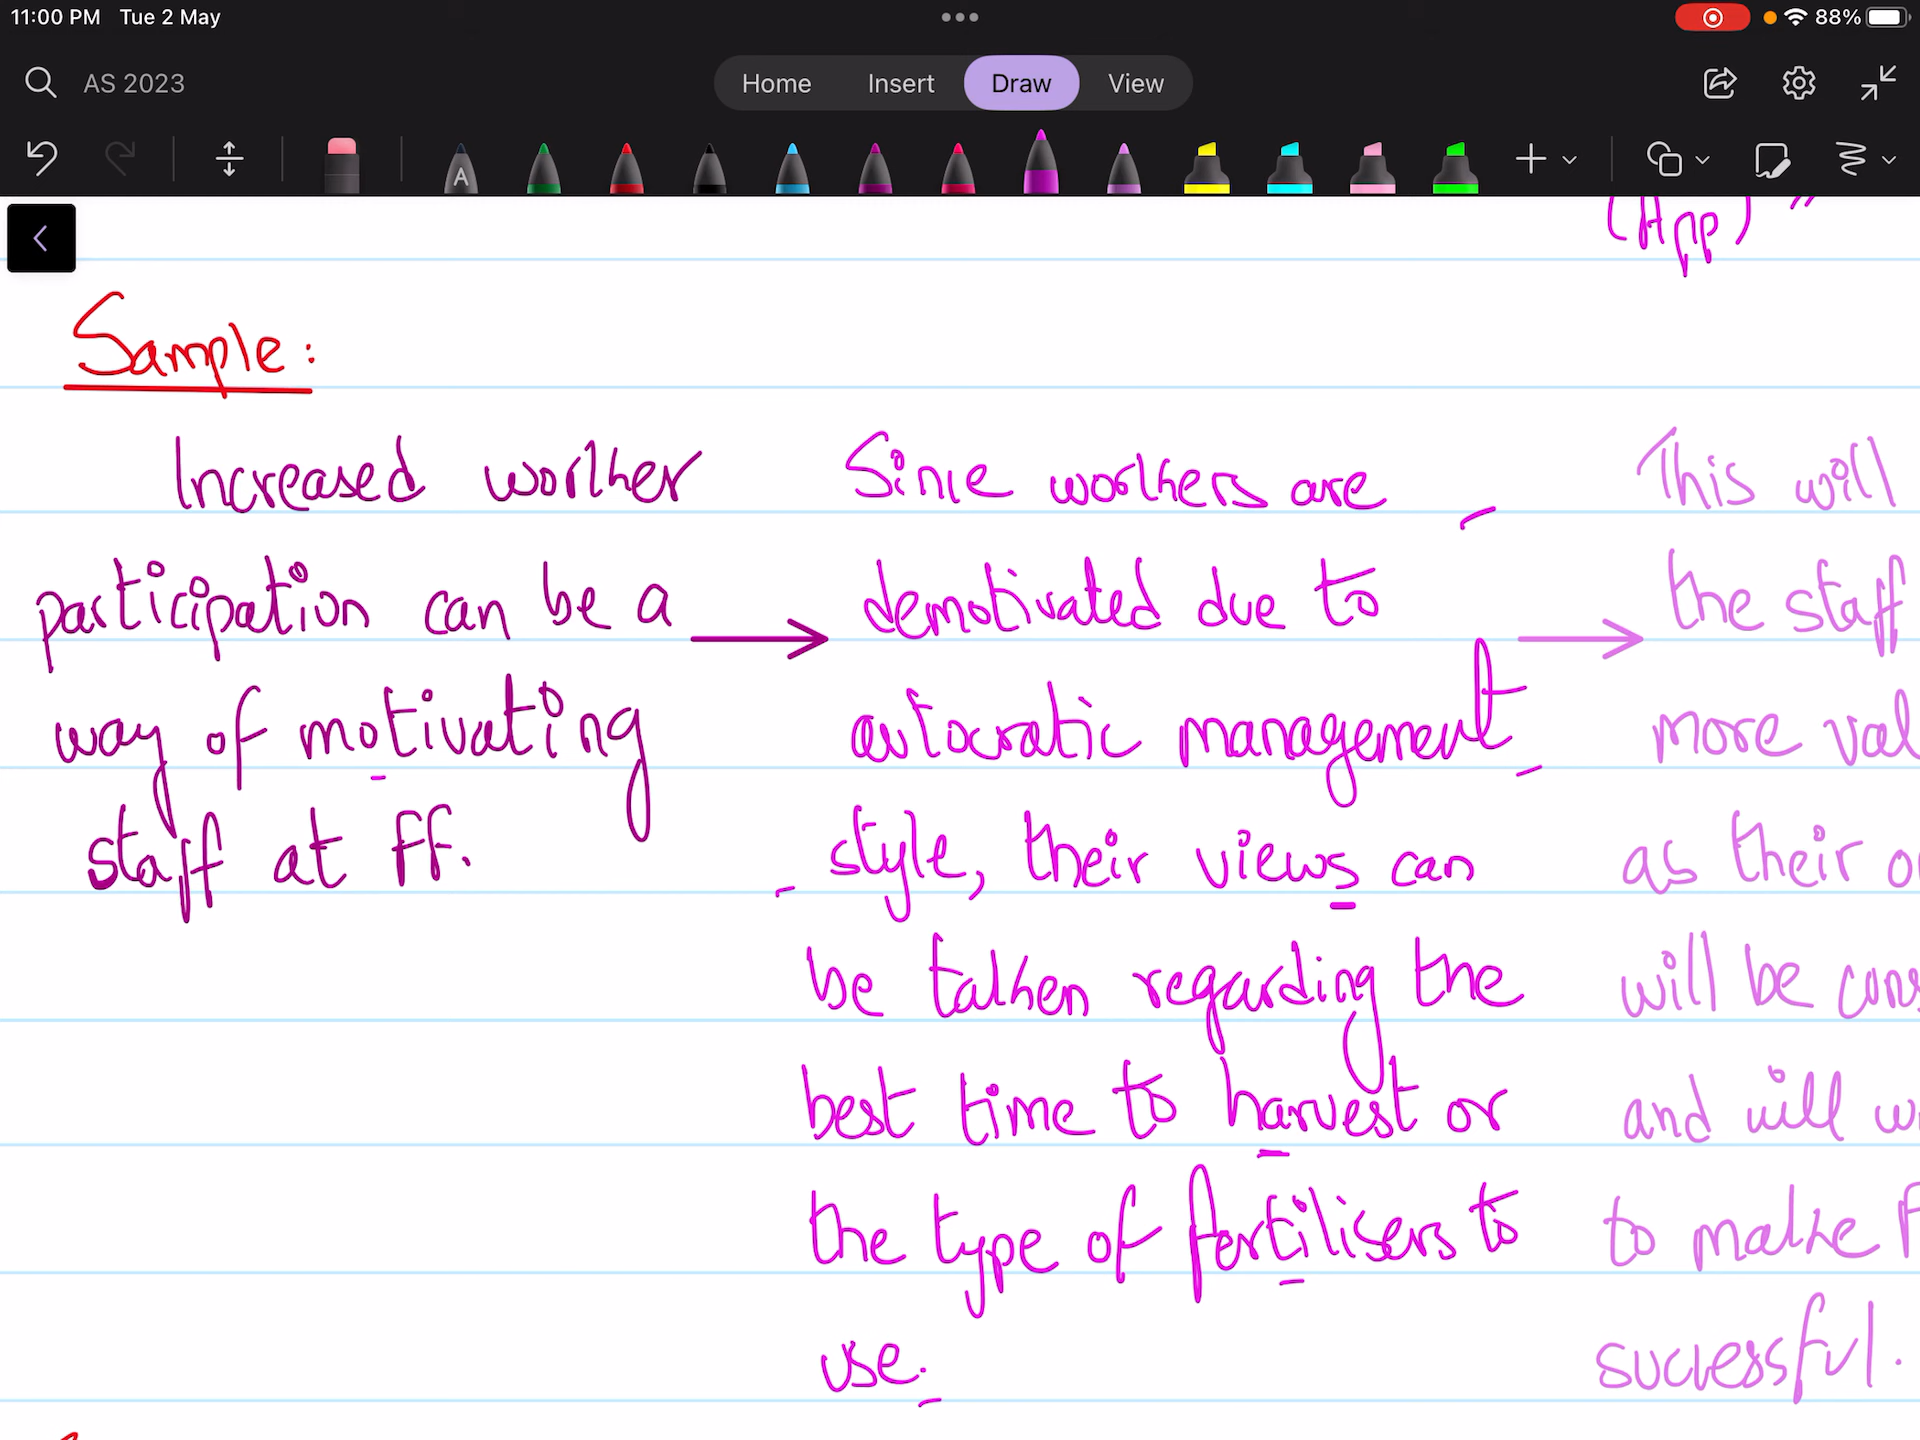 11:00 PM Tue 2 May
88%
AS 2023
Home Insert Draw View
A
(App)"
Sample:
Increased worker
participation can be a
way of motivating
staff at FF.
Since workers are
demotivated due to
autocratic management
style, their views can
be taken regarding the
best time to harvest or
the type of fertilisers to
use.
This will
the staff
more val
as their o
will be cons
and will w
to make F
successful.